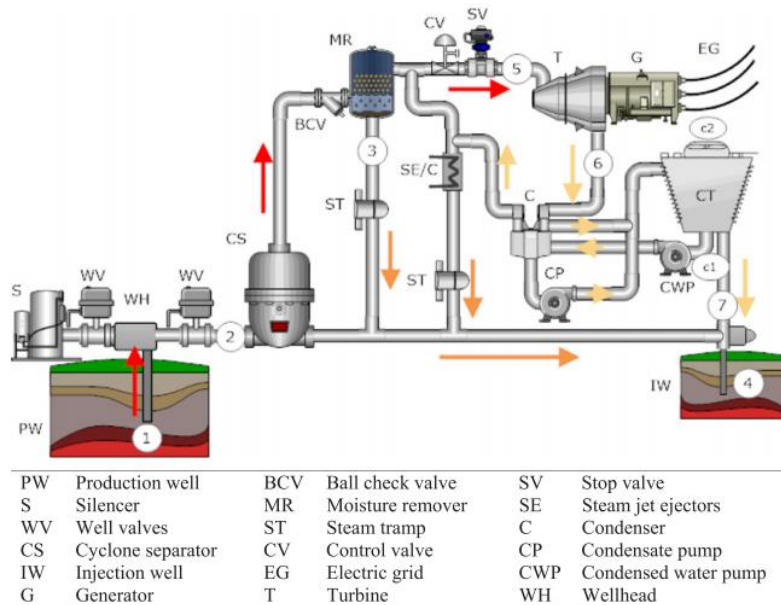 SV
CV
MR
T
G
EG
5
c2
BCV
3
6
SE/C
C
CT
ST
CS
WV
WH
WV
ST
CP
c1
CWP
S
2
7
IW
4
PW
1
PW Production well BCV Ball check valve SV Stop valve
S Silencer MR Moisture remover SE Steam jet ejectors
WV Well valves ST Steam tramp C Condenser
CS Cyclone separator CV Control valve CP Condensate pump
IW Injection well EG Electric grid CWP Condensed water pump
G Generator T Turbine WH Wellhead